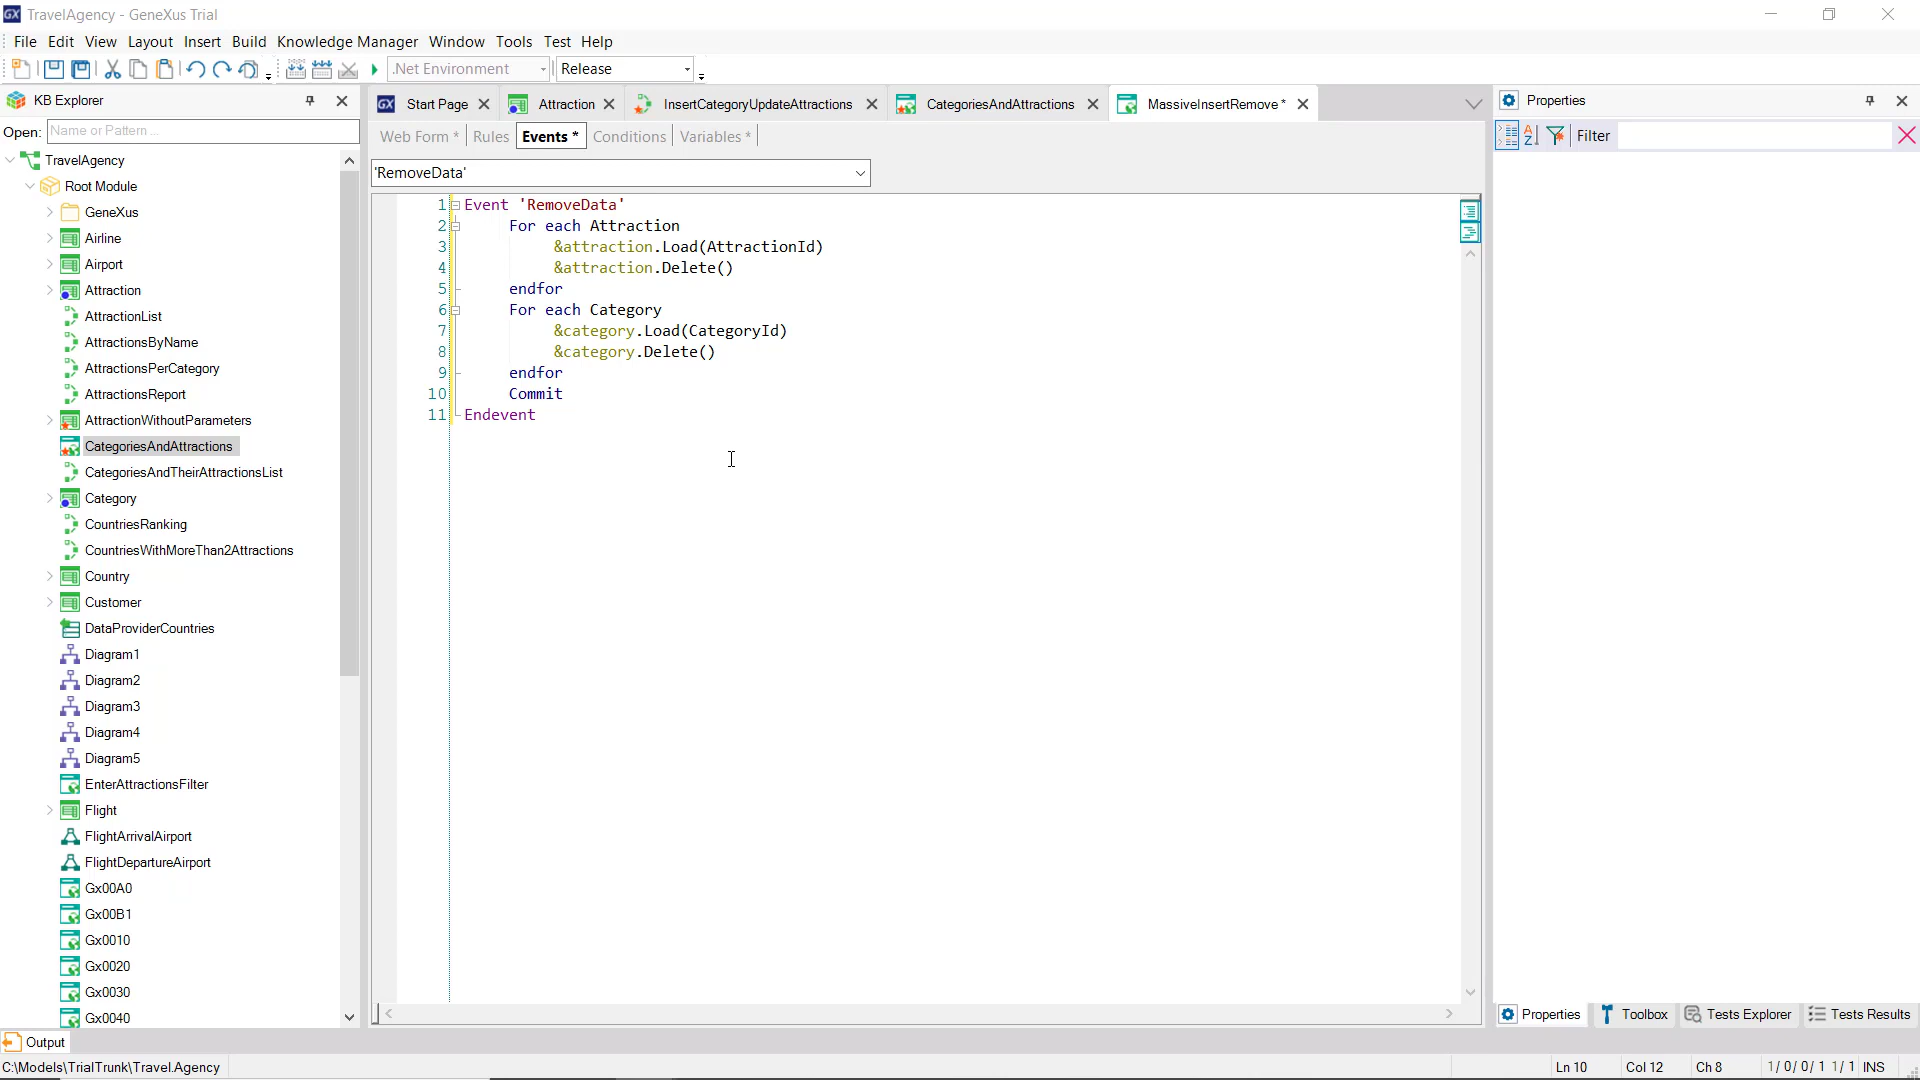 TravelAgency - GeneXus Trial
File Edit View Layout Insert Build Knowledge Manager Window Tools Test Help
.Net Environment Release
KB Explorer
Open: Name or Pattern ...
TravelAgency
Root Module
GeneXus
Airline
Airport
Attraction
AttractionList
AttractionsByName
AttractionsPerCategory
AttractionsReport
AttractionWithoutParameters
CategoriesAndAttractions
CategoriesAndTheirAttractionsList
Category
CountriesRanking
CountriesWithMoreThan2Attractions
Country
Customer
DataProviderCountries
Diagram1
Diagram2
Diagram3
Diagram4
Diagram5
EnterAttractionsFilter
Flight
FlightArrivalAirport
FlightDepartureAirport
Gx00A0
Gx00B1
Gx0010
Gx0020
Gx0030
Gx0040
Start Page Attraction InsertCategoryUpdateAttractions CategoriesAndAttractions MassiveInsertRemove *
Web Form * Rules Events * Conditions Variables *
'RemoveData'
1 Event 'RemoveData'
2 For each Attraction
3 &attraction.Load(AttractionId)
4 &attraction.Delete()
5 endfor
6 For each Category
7 &category.Load(CategoryId)
8 &category.Delete()
9 endfor
10 Commit
11 Endevent
Properties
Filter
Properties Toolbox Tests Explorer Tests Results
Output
C:\Models\TrialTrunk\Travel.Agency
Ln 10 Col 12 Ch 8 1/0/0/1 1/1 INS